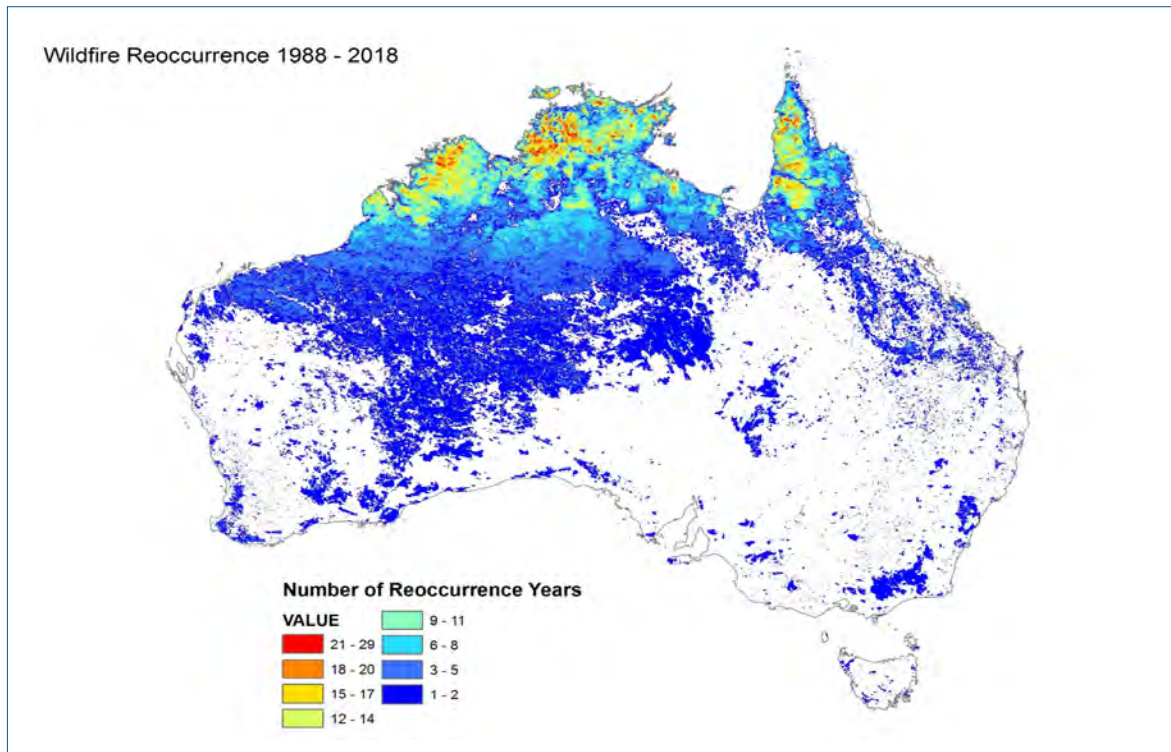 Wildfire Reoccurrence 1988 - 2018
Number of Reoccurrence Years
VALUE
21 - 29
18 - 20
15 - 17
12 - 14
9 - 11
6 - 8
3 - 5
1 - 2